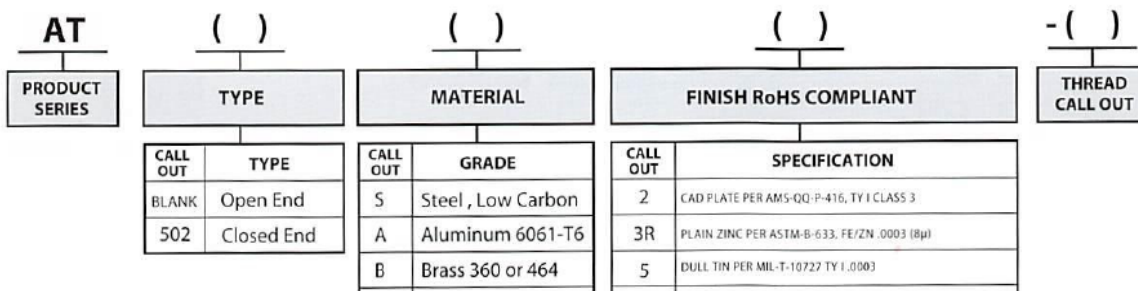 AT ( ) ( ) ( ) - ( )
PRODUCT SERIES
TYPE
MATERIAL
FINISH RoHS COMPLIANT
THREAD CALL OUT
CALL OUT TYPE
BLANK Open End
502 Closed End
CALL OUT GRADE
S Steel , Low Carbon
A Aluminum 6061-T6
B Brass 360 or 464
CALL OUT SPECIFICATION
2 CAD PLATE PER AMS-QQ-P-416, TY I CLASS 3
3R PLAIN ZINC PER ASTM-B-633, FE/ZN .0003 (8µ)
5 DULL TIN PER MIL-T-10727 TY I .0003